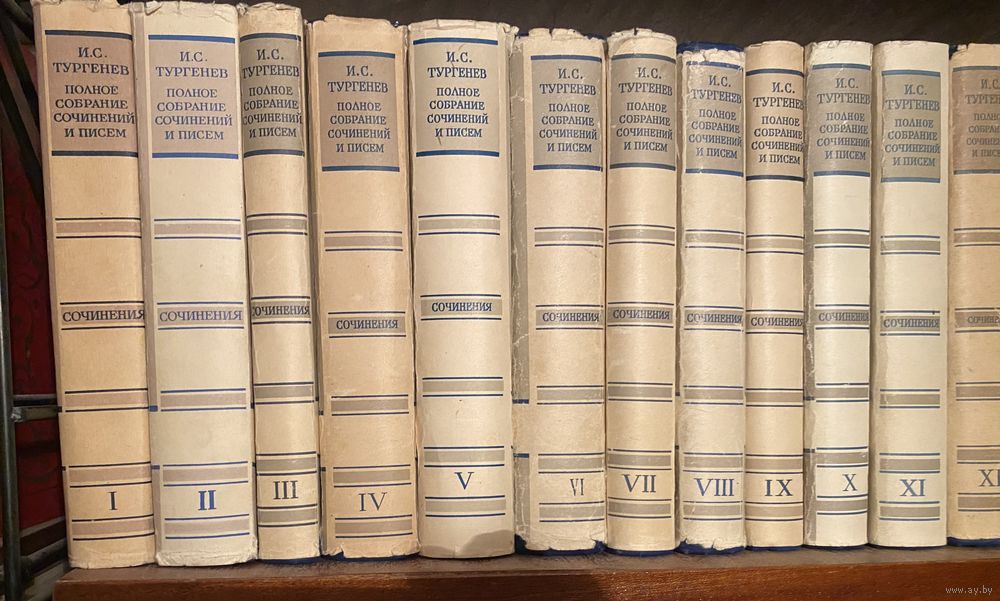 И.С.
ТУРГЕНЕВ
ПОЛНОЕ
СОБРАНИЕ
СОЧИНЕНИЙ
И ПИСЕМ
СОЧИНЕНИЯ
I
И.С.
ТУРГЕНЕВ
ПОЛНОЕ
СОБРАНИЕ
СОЧИНЕНИЙ
И ПИСЕМ
СОЧИНЕНИЯ
II
И.С.
ТУРГЕНЕВ
ПОЛНОЕ
СОБРАНИЕ
СОЧИНЕНИЙ
И ПИСЕМ
СОЧИНЕНИЯ
III
И.С.
ТУРГЕНЕВ
ПОЛНОЕ
СОБРАНИЕ
СОЧИНЕНИЙ
И ПИСЕМ
СОЧИНЕНИЯ
IV
И.С.
ТУРГЕНЕВ
ПОЛНОЕ
СОБРАНИЕ
СОЧИНЕНИЙ
И ПИСЕМ
СОЧИНЕНИЯ
V
И.С.
ТУРГЕНЕВ
ПОЛНОЕ
СОБРАНИЕ
СОЧИНЕНИЙ
И ПИСЕМ
СОЧИНЕНИЯ
VI
И.С.
ТУРГЕНЕВ
ПОЛНОЕ
СОБРАНИЕ
СОЧИНЕНИЙ
И ПИСЕМ
СОЧИНЕНИЯ
VII
И.С.
ТУРГЕНЕВ
ПОЛНОЕ
СОБРАНИЕ
СОЧИНЕНИЙ
И ПИСЕМ
СОЧИНЕНИЯ
VIII
И.С.
ТУРГЕНЕВ
ПОЛНОЕ
СОБРАНИЕ
СОЧИНЕНИЙ
И ПИСЕМ
СОЧИНЕНИЯ
IX
И.С.
ТУРГЕНЕВ
ПОЛНОЕ
СОБРАНИЕ
СОЧИНЕНИЙ
И ПИСЕМ
СОЧИНЕНИЯ
X
И.С.
ТУРГЕНЕВ
ПОЛНОЕ
СОБРАНИЕ
СОЧИНЕНИЙ
И ПИСЕМ
СОЧИНЕНИЯ
XI
И.С.
ПОЛНОЕ
И
www.ay.by